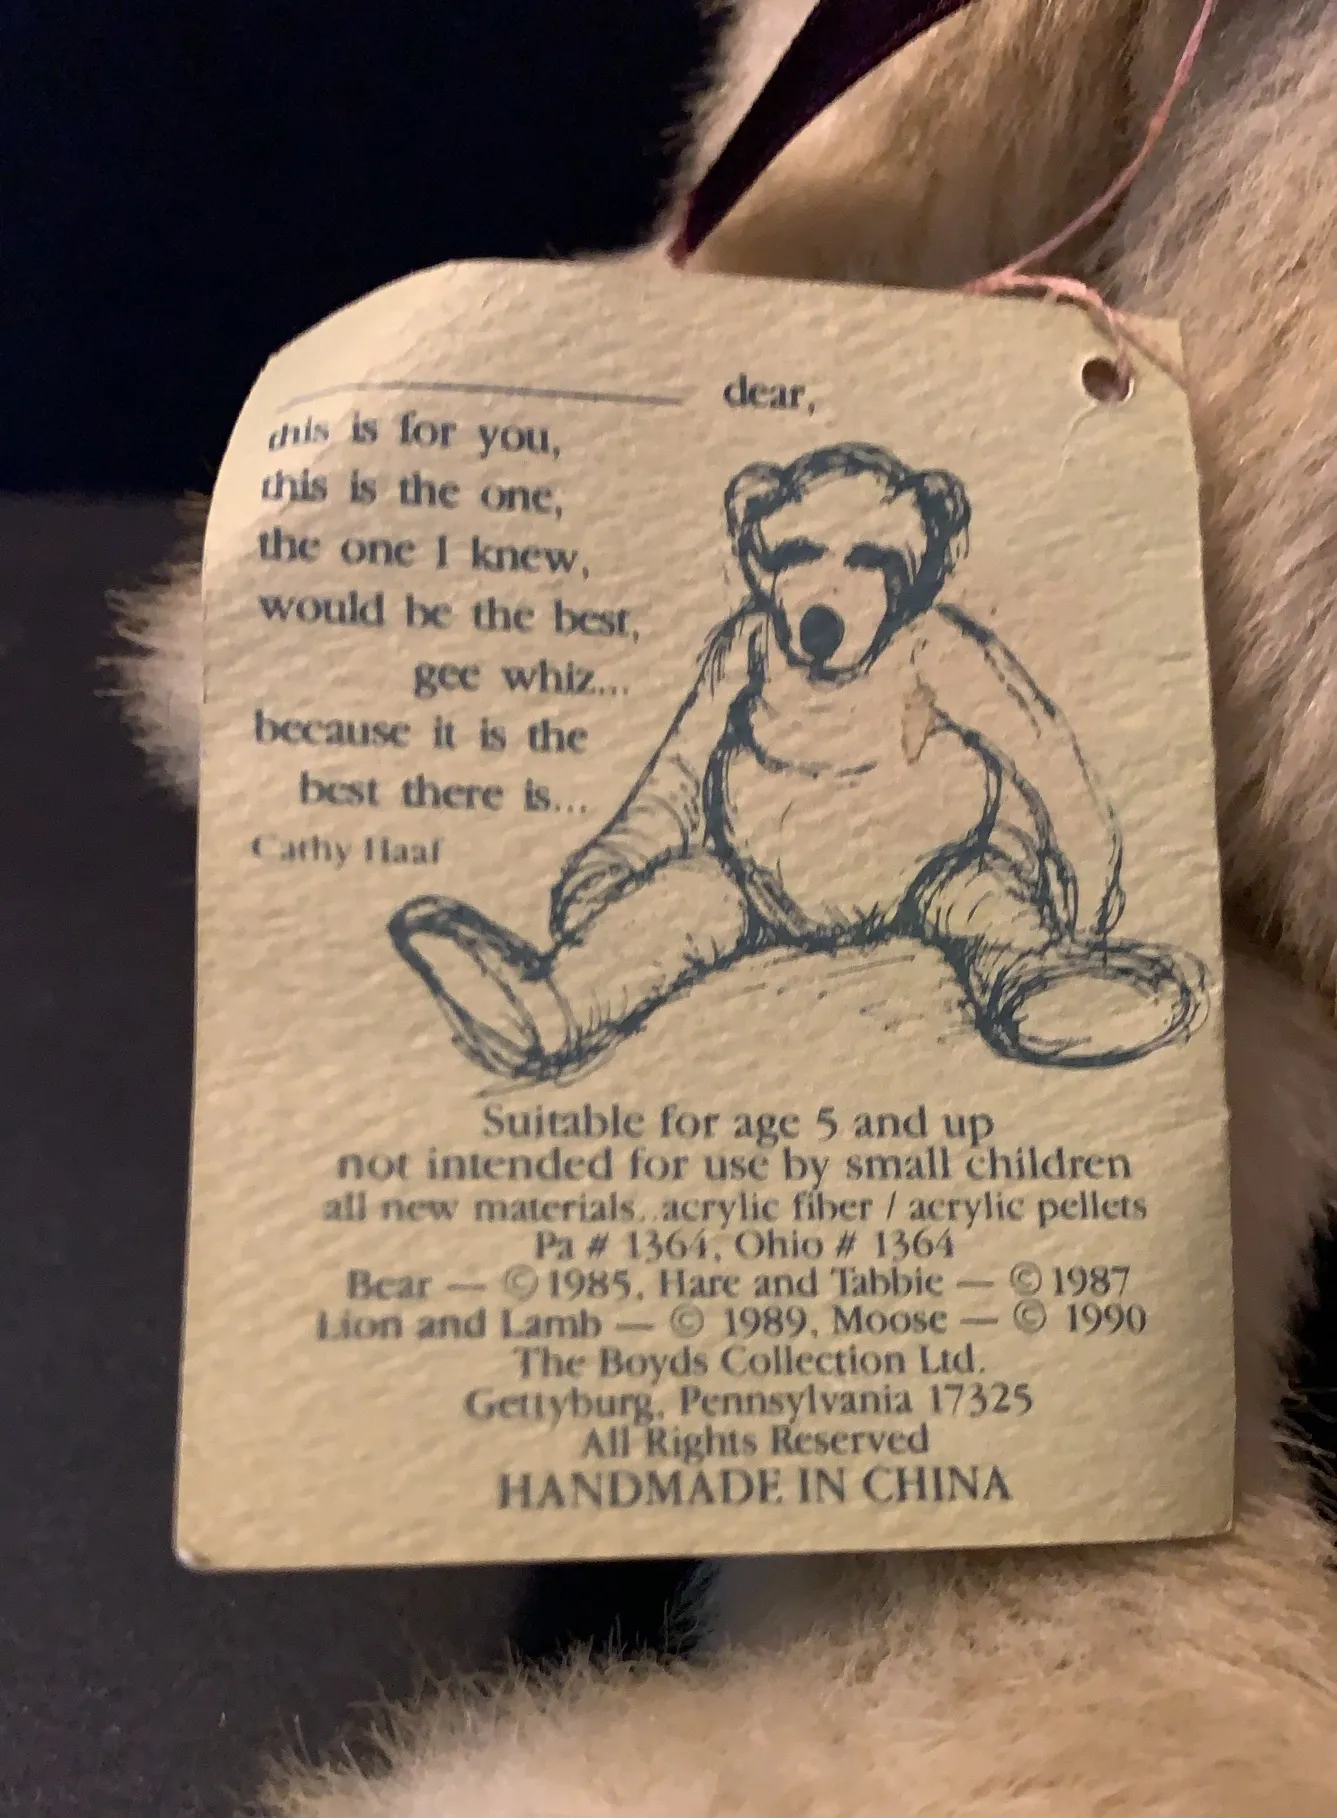 dear,
this is for you,
this is the one,
the one I knew,
would be the best,
gee whiz...
because it is the
best there is...
Cathy Haaf
Suitable for age 5 and up
not intended for use by small children
all new materials..acrylic fiber / acrylic pellets
Pa # 1364, Ohio # 1364
Bear — © 1985, Hare and Tabbie — © 1987
Lion and Lamb — © 1989, Moose — © 1990
The Boyds Collection Ltd.
Gettyburg, Pennsylvania 17325
All Rights Reserved
HANDMADE IN CHINA